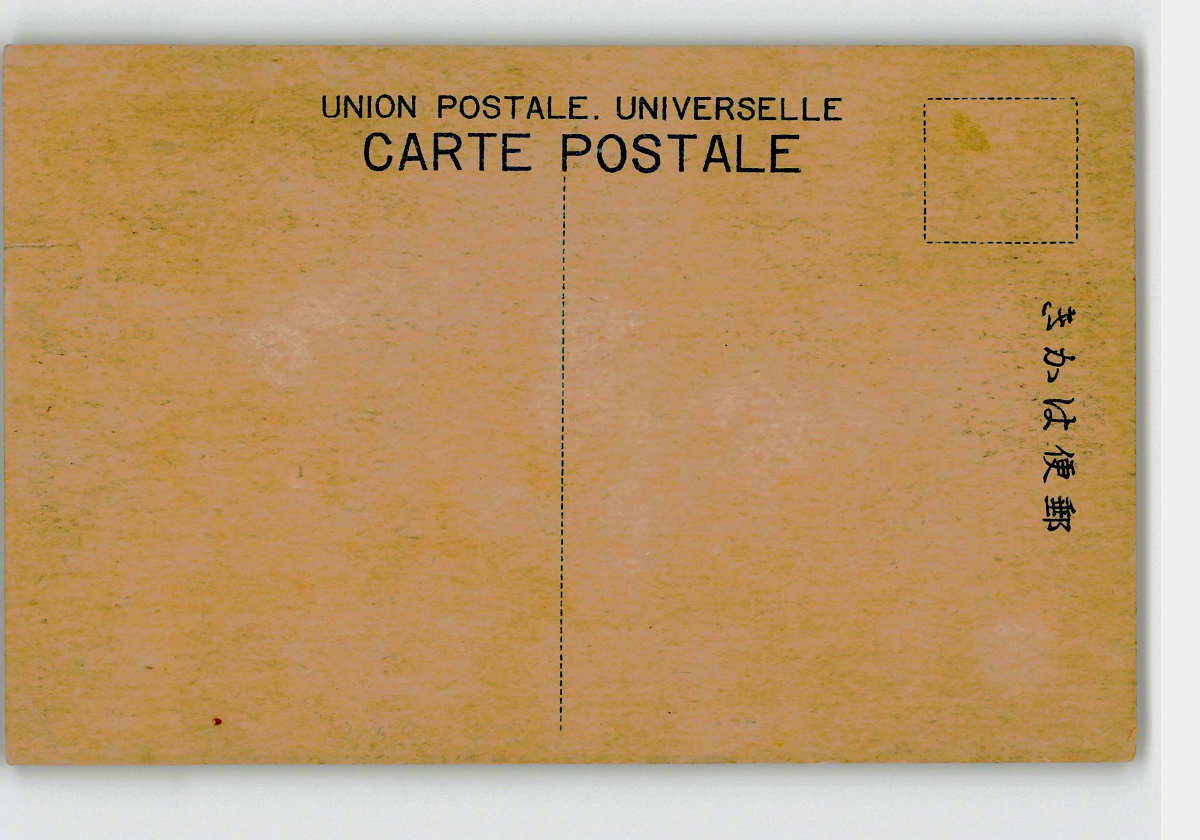 UNION POSTALE. UNIVERSELLE
CARTE POSTALE
郵便はかき